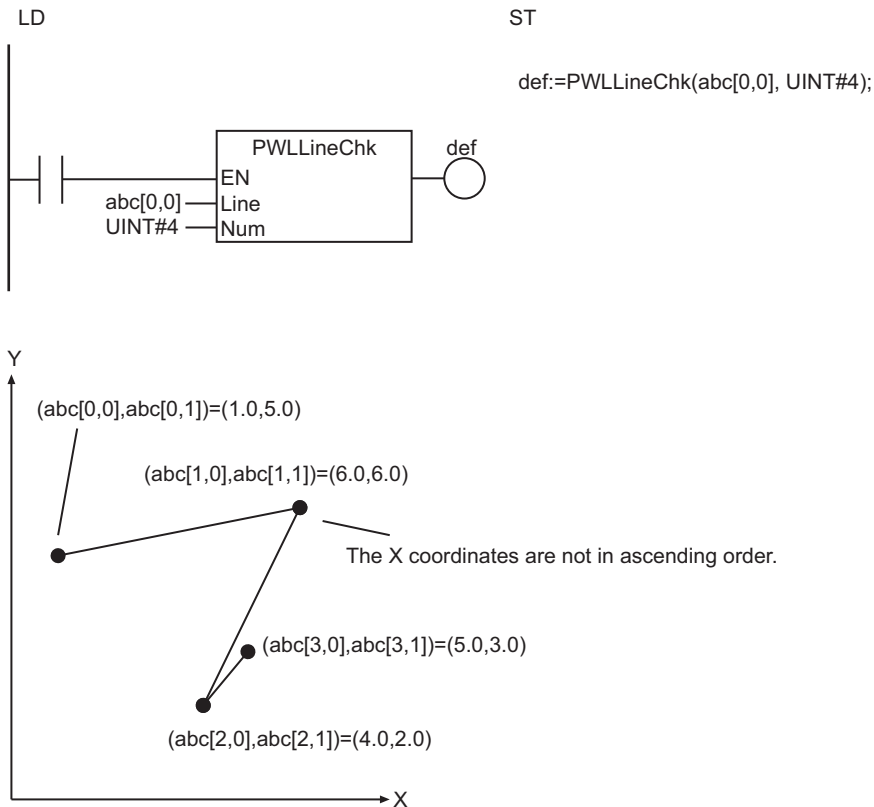 LD
ST
def:=PWLLineChk(abc[0,0], UINT#4);
PWLLineChk
def
EN
abc[0,0]
Line
UINT#4
Num
Y
(abc[0,0],abc[0,1])=(1.0,5.0)
(abc[1,0],abc[1,1])=(6.0,6.0)
The X coordinates are not in ascending order.
(abc[3,0],abc[3,1])=(5.0,3.0)
(abc[2,0],abc[2,1])=(4.0,2.0)
X